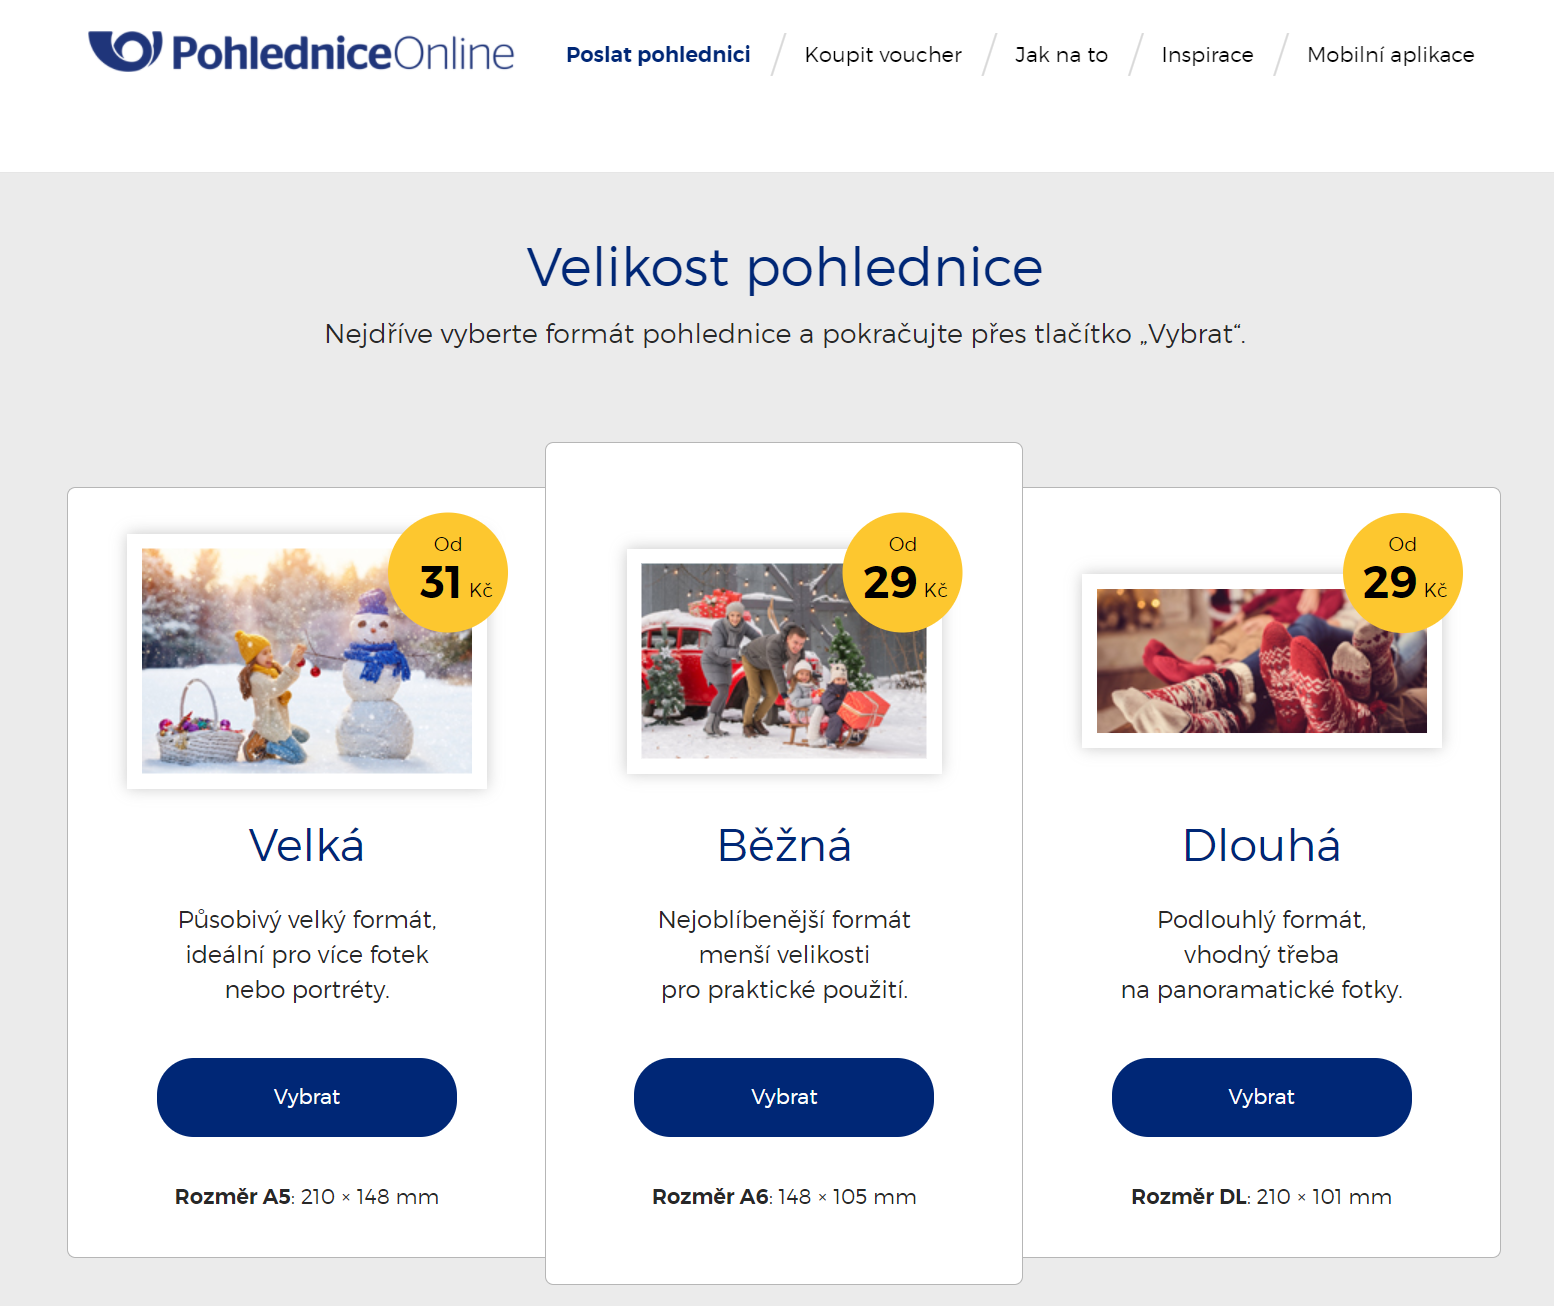 PohledniceOnline
Poslat pohlednici
Koupit voucher
Jak na to
Inspirace
Mobilní aplikace
Velikost pohlednice
Nejdříve vyberte formát pohlednice a pokračujte přes tlačítko „Vybrat“.
Od
31 Kč
Velká
Působivý velký formát,
ideální pro více fotek
nebo portréty.
Vybrat
Rozměr A5: 210 × 148 mm
Od
29 Kč
Běžná
Nejoblíbenější formát
menší velikosti
pro praktické použití.
Vybrat
Rozměr A6: 148 × 105 mm
Od
29 Kč
Dlouhá
Podlouhlý formát,
vhodný třeba
na panoramatické fotky.
Vybrat
Rozměr DL: 210 × 101 mm